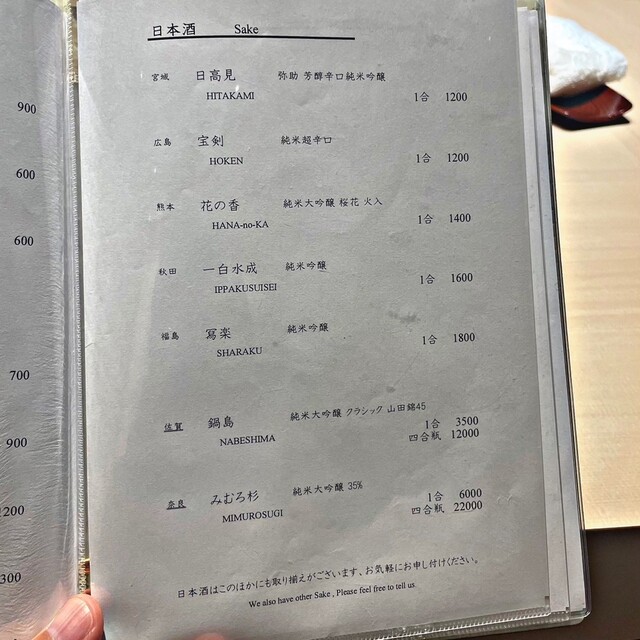 日本酒 Sake
宮城 日高見 弥助 芳醇辛口純米吟醸
HITAKAMI 1合 1200
広島 宝剣 純米超辛口
HOKEN 1合 1200
熊本 花の香 純米大吟醸 桜花 火入
HANA-no-KA 1合 1400
秋田 一白水成 純米吟醸
IPPAKUSUISEI 1合 1600
福島 冩楽 純米吟醸
SHARAKU 1合 1800
佐賀 鍋島 純米大吟醸 クラシック 山田錦45
NABESHIMA 1合 3500
四合瓶 12000
奈良 みむろ杉 純米大吟醸 35%
MIMUROSUGI 1合 6000
四合瓶 22000
日本酒はこのほかにも取り揃えがございます、お気軽にお申し付けください。
We also have other Sake , Please feel free to tell us.
900
600
600
700
900
1200
300